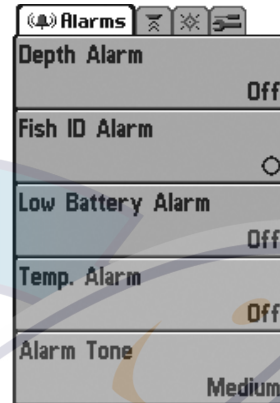 Alarms
Depth Alarm
Off
Fish ID Alarm
Low Battery Alarm
Off
Temp. Alarm
Off
Alarm Tone
Medium